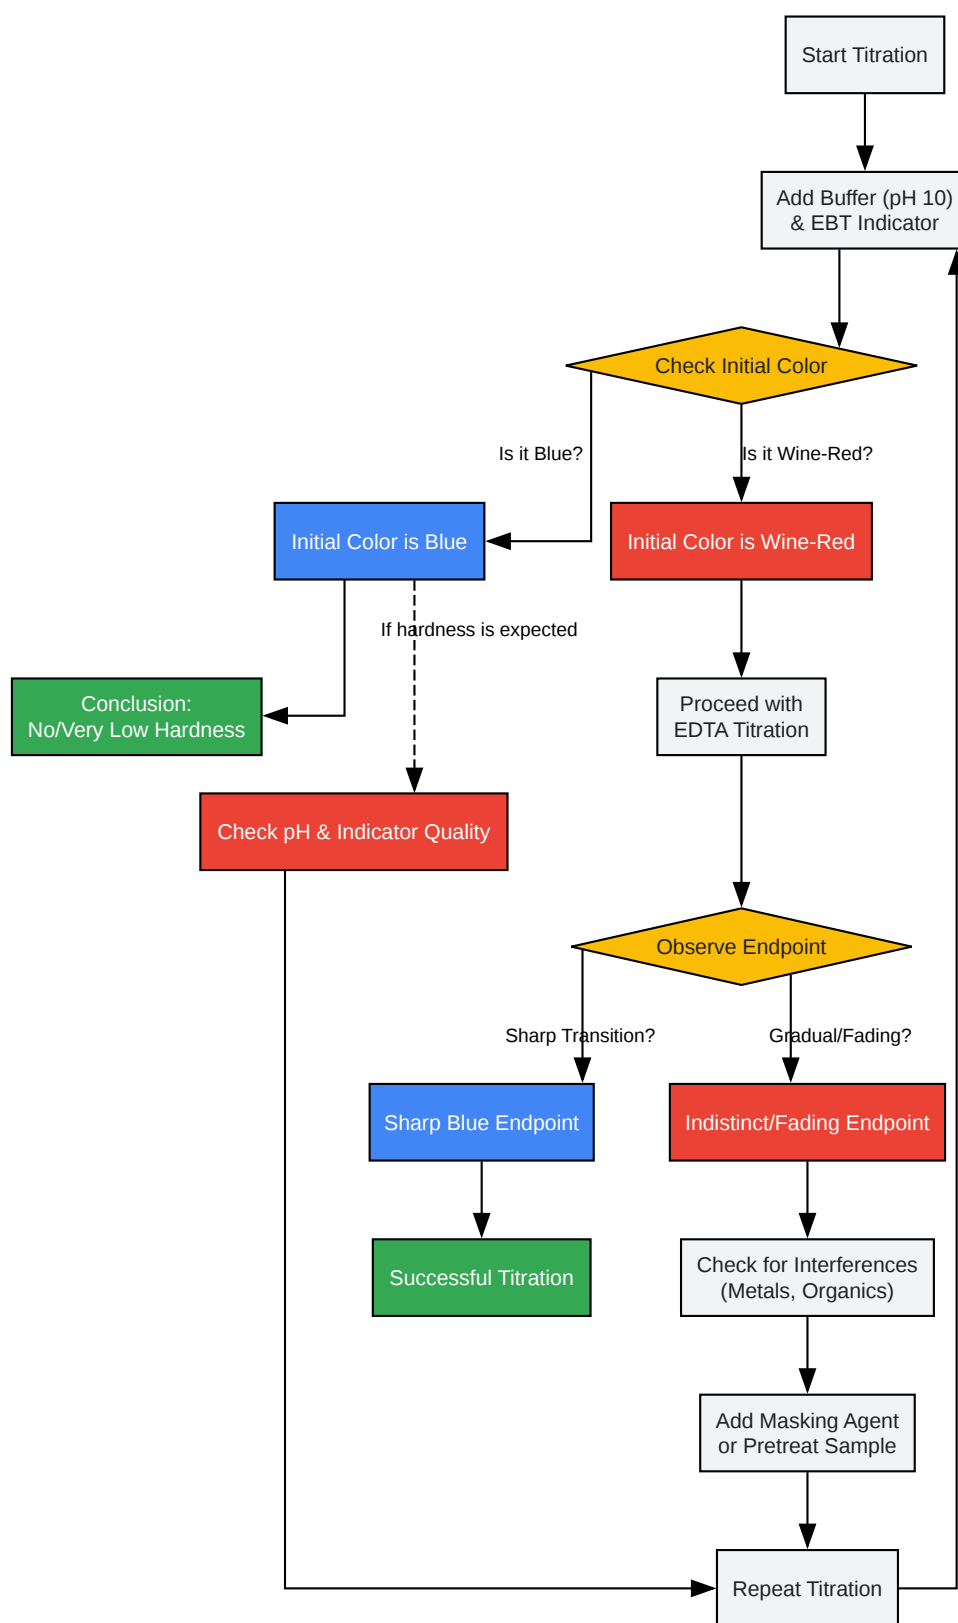 Start Titration
Add Buffer (pH 10)
& EBT Indicator
Check Initial Color
Is it Blue?
Is it Wine-Red?
Initial Color is Blue
Initial Color is Wine-Red
If hardness is expected
Conclusion:
No/Very Low Hardness
Proceed with
EDTA Titration
Check pH & Indicator Quality
Observe Endpoint
Sharp Transition?
Gradual/Fading?
Sharp Blue Endpoint
Indistinct/Fading Endpoint
Successful Titration
Check for Interferences
(Metals, Organics)
Add Masking Agent
or Pretreat Sample
Repeat Titration